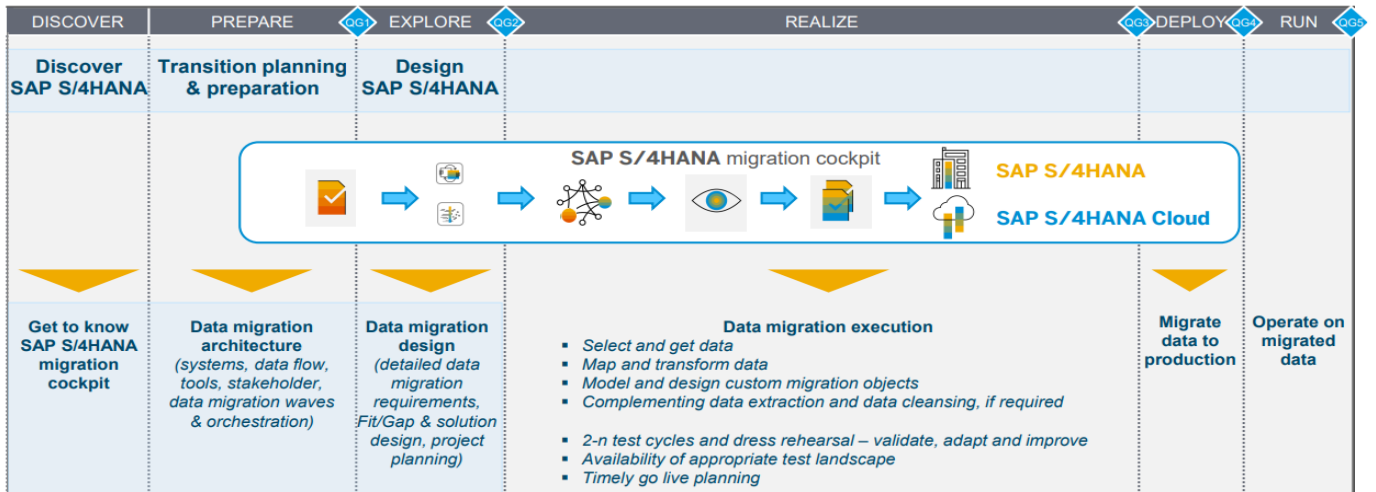 DISCOVER
PREPARE
QG1
EXPLORE
QG2
REALIZE
QG3
DEPLOY
QG4
RUN
QG5
Discover
SAP S/4HANA
Transition planning
& preparation
Design
SAP S/4HANA
SAP S/4HANA migration cockpit
SAP S/4HANA
SAP S/4HANA Cloud
Get to know
SAP S/4HANA
migration
cockpit
Data migration
architecture
(systems, data flow,
tools, stakeholder,
data migration waves
& orchestration)
Data migration
design
(detailed data
migration
requirements,
Fit/Gap & solution
design, project
planning)
Data migration execution
▪ Select and get data
▪ Map and transform data
▪ Model and design custom migration objects
▪ Complementing data extraction and data cleansing, if required
▪ 2-n test cycles and dress rehearsal – validate, adapt and improve
▪ Availability of appropriate test landscape
▪ Timely go live planning
Migrate
data to
production
Operate on
migrated
data